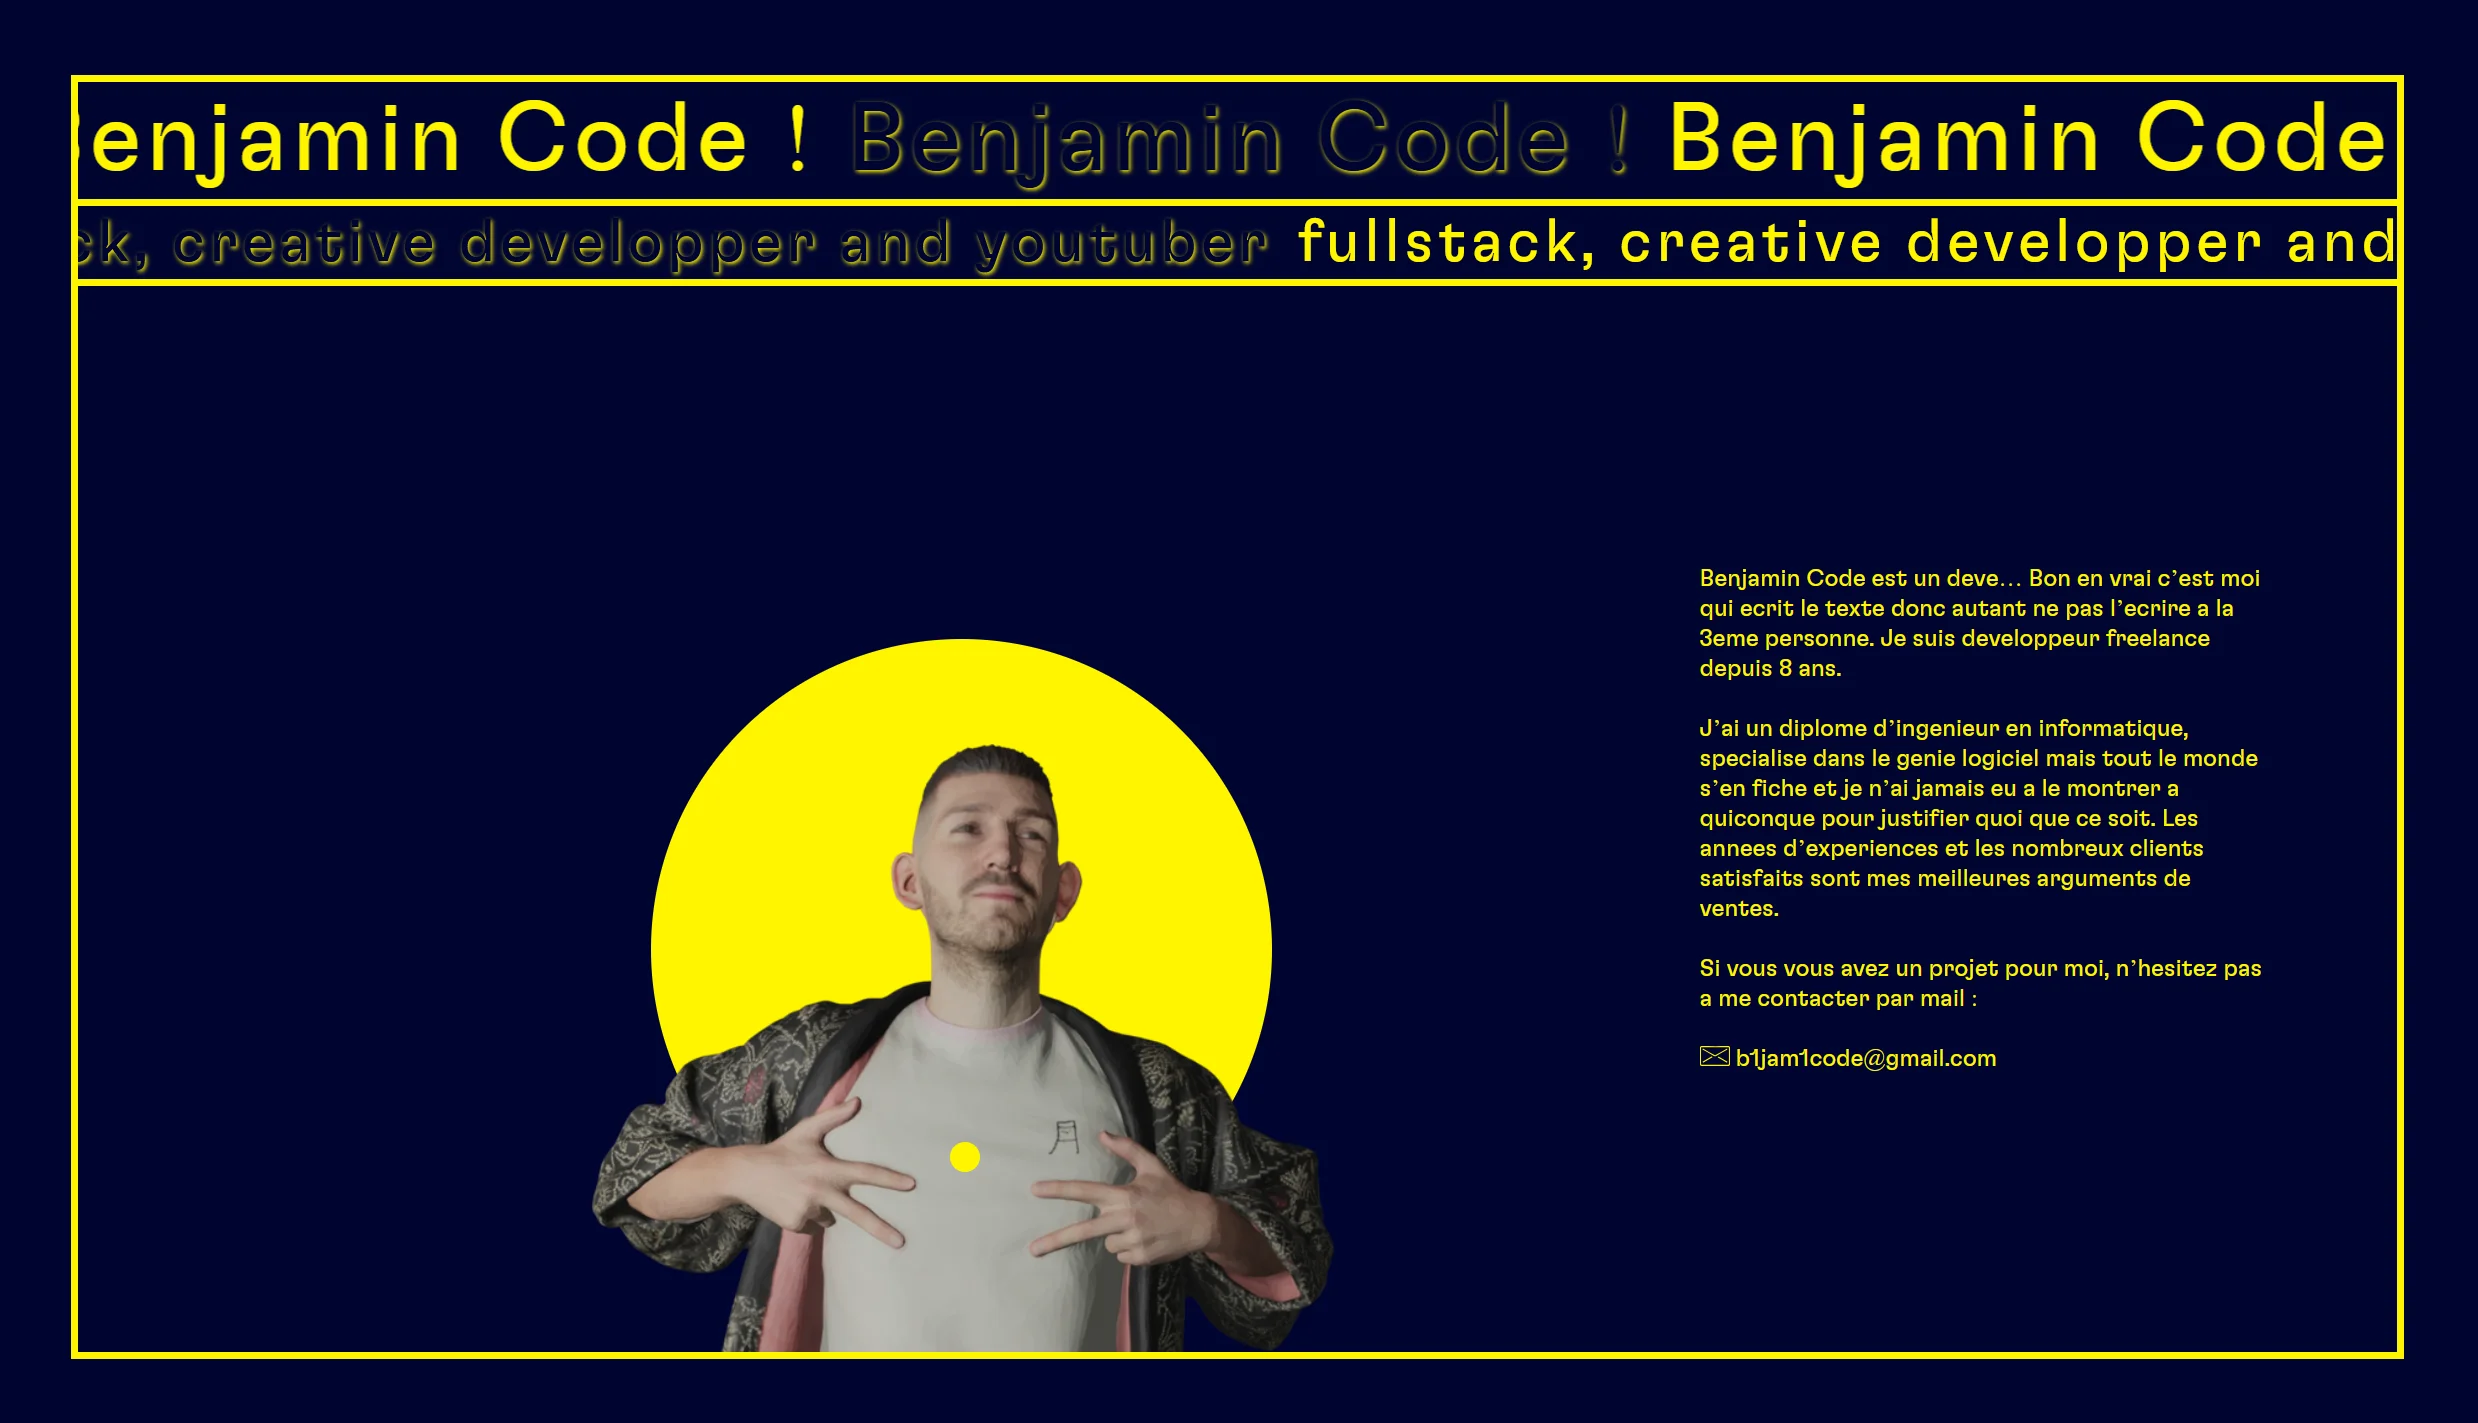 Benjamin Code ! Benjamin Code ! Benjamin Code
ck, creative developper and youtuber fullstack, creative developper and
Benjamin Code est un deve… Bon en vrai c’est moi
qui ecrit le texte donc autant ne pas l’ecrire a la
3eme personne. Je suis developpeur freelance
depuis 8 ans.
J’ai un diplome d’ingenieur en informatique,
specialise dans le genie logiciel mais tout le monde
s’en fiche et je n’ai jamais eu a le montrer a
quiconque pour justifier quoi que ce soit. Les
annees d’experiences et les nombreux clients
satisfaits sont mes meilleures arguments de
ventes.
Si vous vous avez un projet pour moi, n’hesitez pas
a me contacter par mail :
b1jam1code@gmail.com